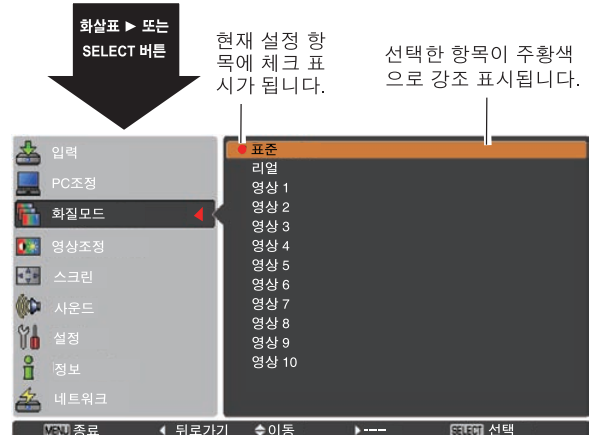 화살표 ► 또는
SELECT 버튼
현재 설정 항
목에 체크 표
시가 됩니다.
선택한 항목이 주황색
으로 강조 표시됩니다.
입력
PC조정
화질모드
영상조정
스크린
사운드
설정
정보
네트워크
표준
리얼
영상 1
영상 2
영상 3
영상 4
영상 5
영상 6
영상 7
영상 8
영상 9
영상 10
MENU 종료 ◄ 뒤로가기 이동 ► ---- SELECT 선택